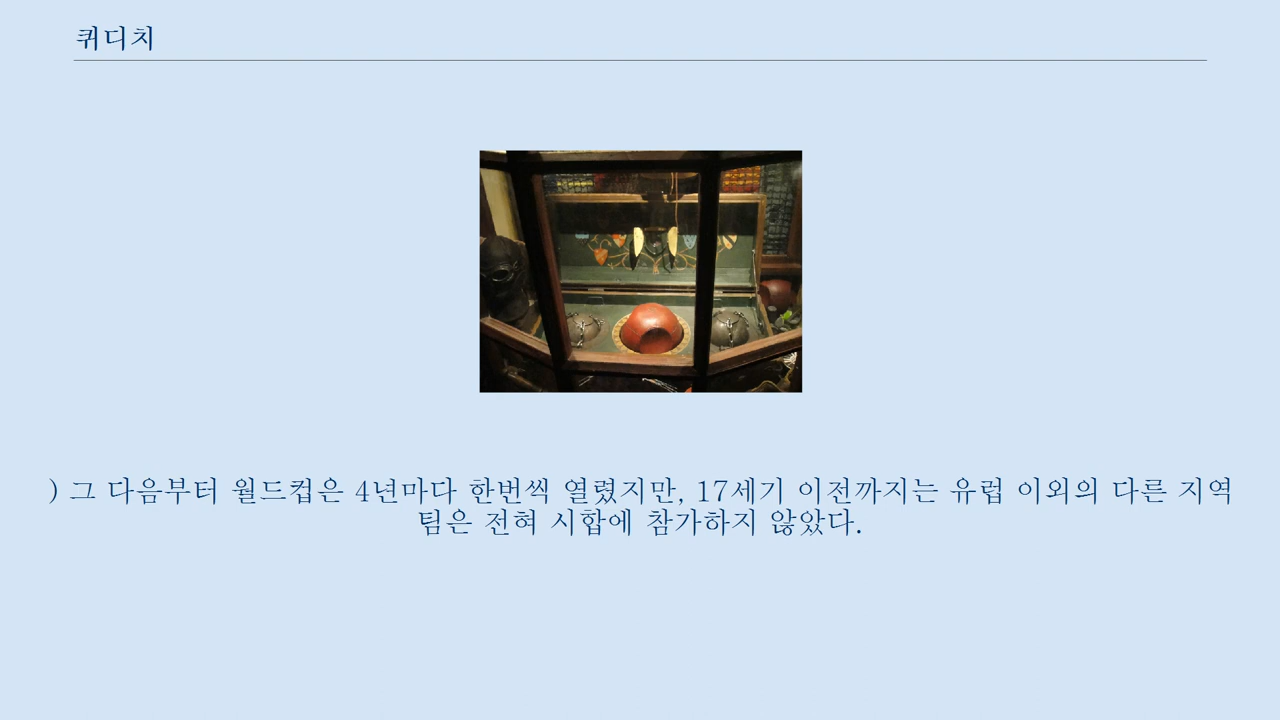 퀴디치
) 그 다음부터 월드컵은 4년마다 한번씩 열렸지만, 17세기 이전까지는 유럽 이외의 다른 지역
팀은 전혀 시합에 참가하지 않았다.